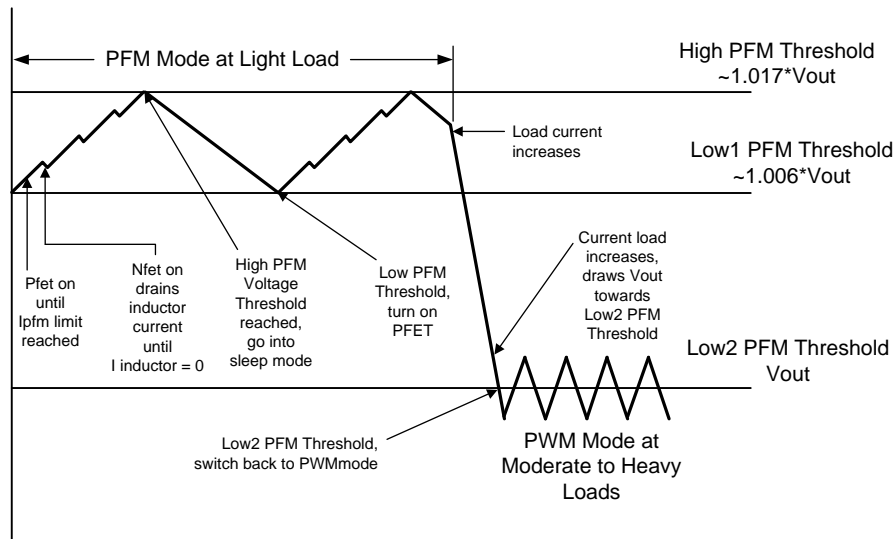 PFM Mode at Light Load
High PFM Threshold
~1.017*Vout
Load current
increases
Low1 PFM Threshold
~1.006*Vout
Pfet on
until
Ipfm limit
reached
Nfet on
drains
inductor
current
until
I inductor = 0
High PFM
Voltage
Threshold
reached,
go into
sleep mode
Low PFM
Threshold,
turn on
PFET
Current load
increases,
draws Vout
towards
Low2 PFM
Threshold
Low2 PFM Threshold
Vout
Low2 PFM Threshold,
switch back to PWMmode
PWM Mode at
Moderate to Heavy
Loads